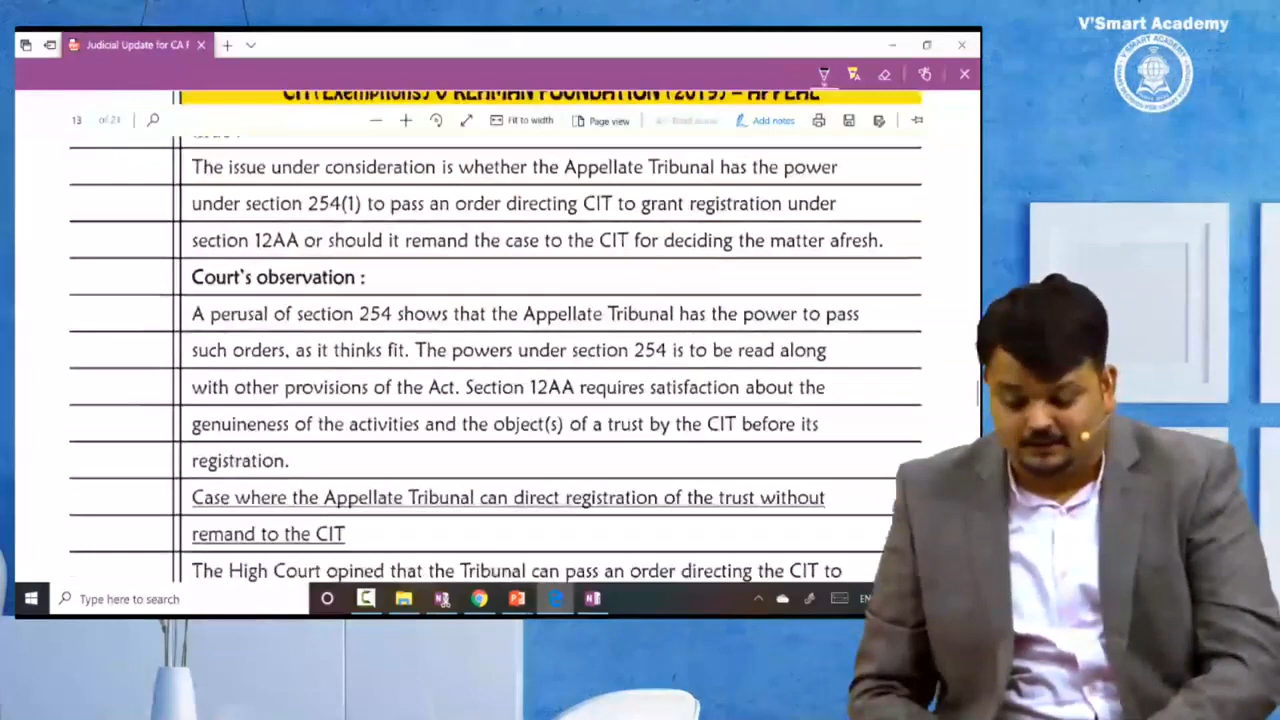 V'Smart Academy
Judicial Update for CA F
CIT(Exemptions) V REHMAN FOUNDATION (2019) – APPEAL
13 of 21
Fit to width
Page view
Read aloud
Add notes
The issue under consideration is whether the Appellate Tribunal has the power
under section 254(1) to pass an order directing CIT to grant registration under
section 12AA or should it remand the case to the CIT for deciding the matter afresh.
Court's observation :
A perusal of section 254 shows that the Appellate Tribunal has the power to pass
such orders, as it thinks fit. The powers under section 254 is to be read along
with other provisions of the Act. Section 12AA requires satisfaction about the
genuineness of the activities and the object(s) of a trust by the CIT before its
registration.
Case where the Appellate Tribunal can direct registration of the trust without
remand to the CIT
The High Court opined that the Tribunal can pass an order directing the CIT to
Type here to search